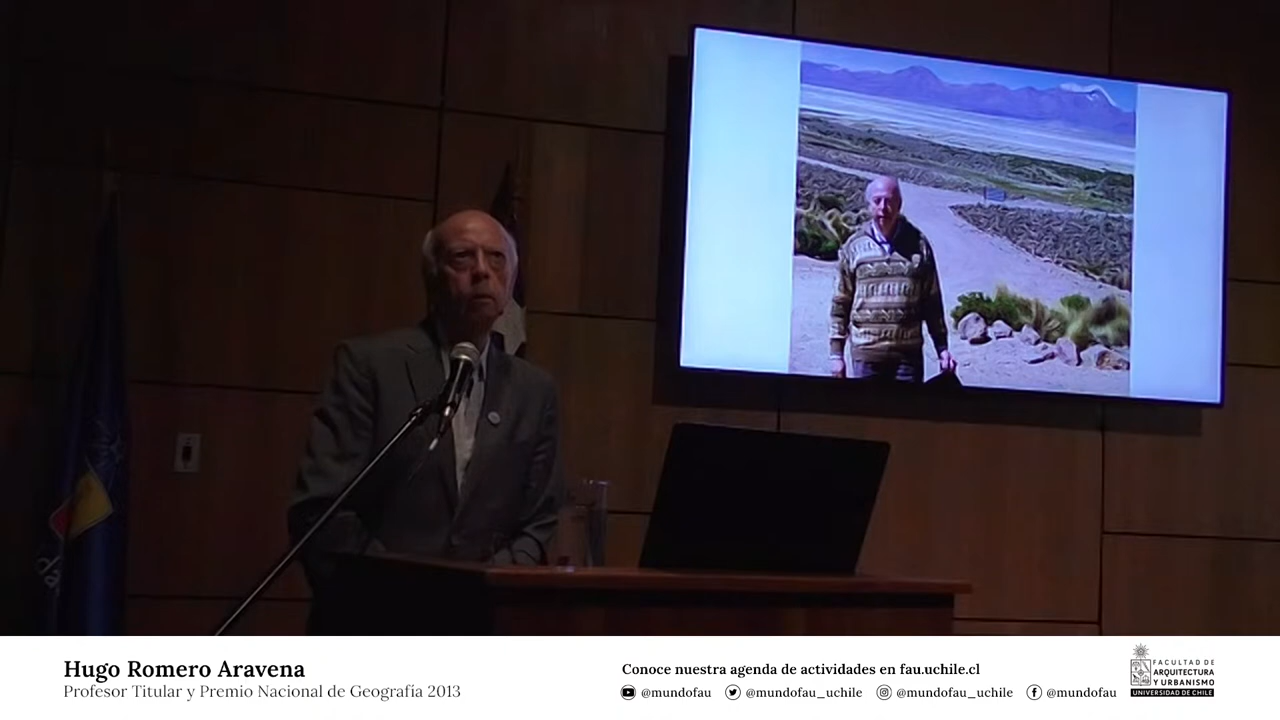 Hugo Romero Aravena
Profesor Titular y Premio Nacional de Geografía 2013
Conoce nuestra agenda de actividades en fau.uchile.cl
@mundofau @mundofau_uchile @mundofau_uchile @mundofau
FACULTAD DE
ARQUITECTURA
Y URBANISMO
UNIVERSIDAD DE CHILE